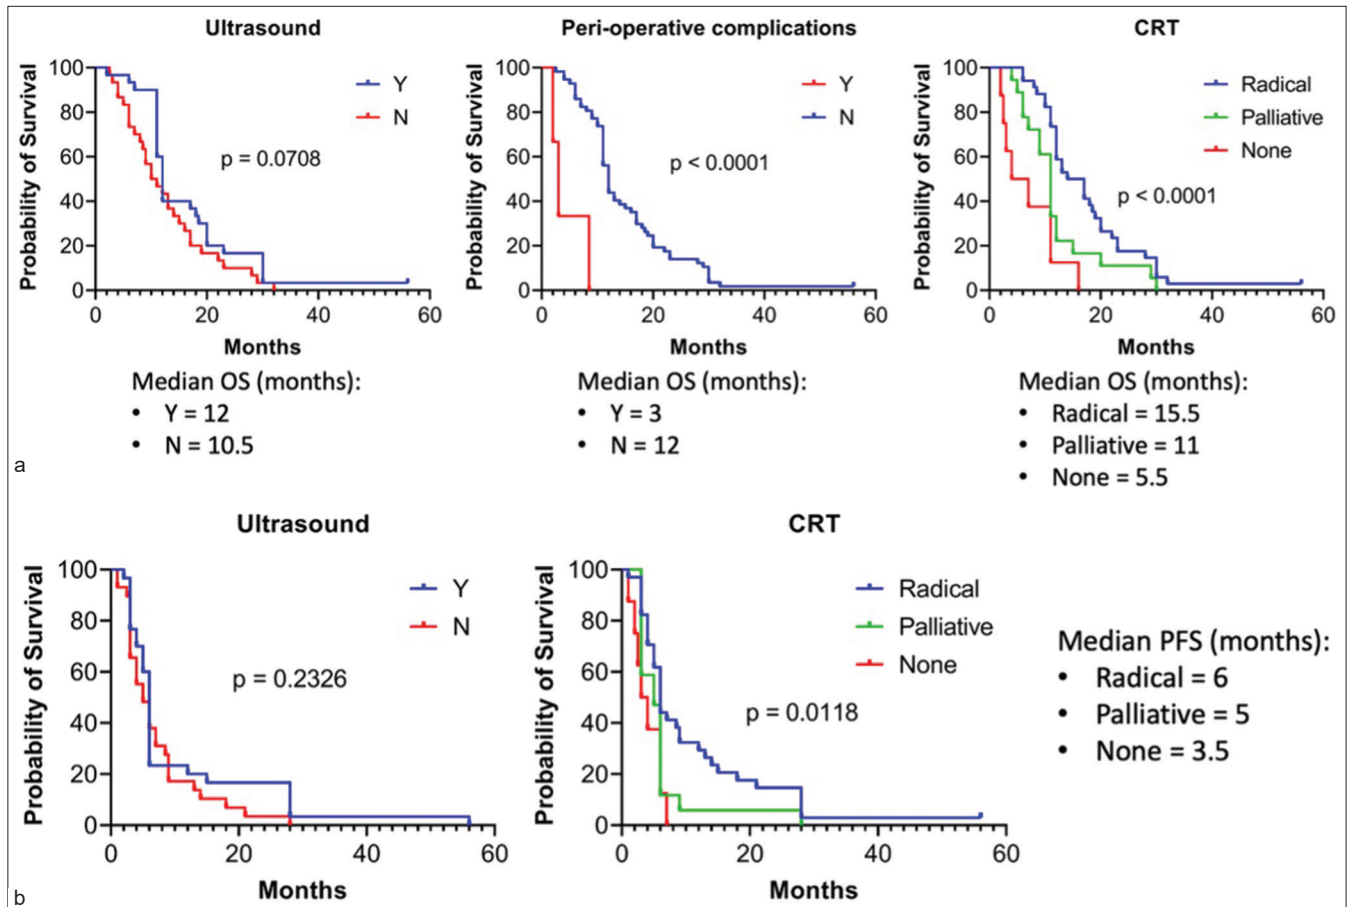 Ultrasound
Peri-operative complications
CRT
Probability of Survival
100
80
60
40
20
0
Y
N
p = 0.0708
0 20 40 60
Months
Median OS (months):
• Y = 12
• N = 10.5
Probability of Survival
100
80
60
40
20
0
Y
N
p < 0.0001
0 20 40 60
Months
Median OS (months):
• Y = 3
• N = 12
Probability of Survival
100
80
60
40
20
0
Radical
Palliative
None
p < 0.0001
0 20 40 60
Months
Median OS (months):
• Radical = 15.5
• Palliative = 11
• None = 5.5
a
Ultrasound
Probability of Survival
100
80
60
40
20
0
Y
N
p = 0.2326
0 20 40 60
Months
CRT
Probability of Survival
100
80
60
40
20
0
Radical
Palliative
None
p = 0.0118
0 20 40 60
Months
Median PFS (months):
• Radical = 6
• Palliative = 5
• None = 3.5
b